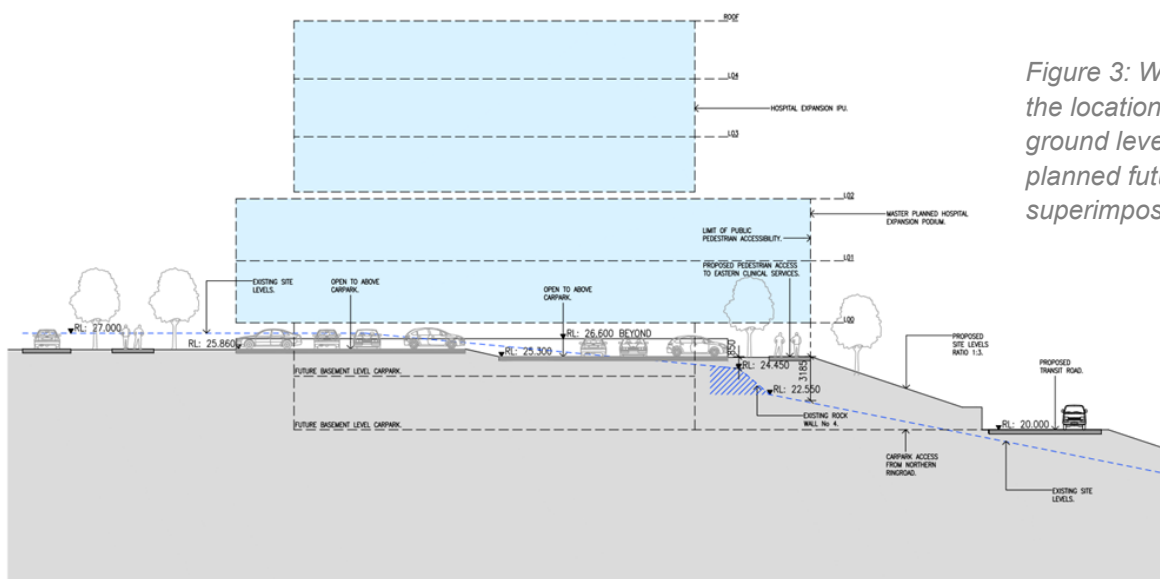 ROOF
Figure 3: W
the location
ground leve
planned futu
superimpos
L04
HOSPITAL EXPANSION IPU.
L03
L02
MASTER PLANNED HOSPITAL
EXPANSION PODIUM.
LIMIT OF PUBLIC
PEDESTRIAN ACCESSIBILITY.
L01
PROPOSED PEDESTRIAN ACCESS
TO EASTERN CLINICAL SERVICES.
EXISTING SITE
LEVELS.
OPEN TO ABOVE
CARPARK.
OPEN TO ABOVE
CARPARK.
L00
RL: 27.000
RL: 26.600 BEYOND
RL: 25.860
RL: 25.300
850
PROPOSED
SITE LEVELS
RATIO 1:3.
RL: 24.450
3185
FUTURE BASEMENT LEVEL CARPARK.
RL: 22.550
PROPOSED
TRANSIT ROAD.
EXISTING ROCK
WALL No 4.
FUTURE BASEMENT LEVEL CARPARK.
RL: 20.000
CARPARK ACCESS
FROM NORTHERN
RINGROAD.
EXISTING SITE
LEVELS.